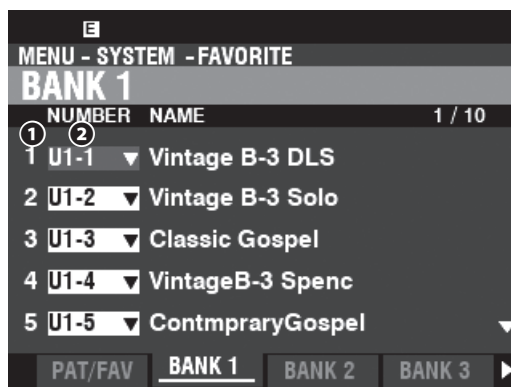 E
MENU - SYSTEM - FAVORITE
BANK 1
NUMBER NAME 1 / 10
1 2
1 U1-1 ▼ Vintage B-3 DLS
2 U1-2 ▼ Vintage B-3 Solo
3 U1-3 ▼ Classic Gospel
4 U1-4 ▼ VintageB-3 Spenc
5 U1-5 ▼ ContmpraryGospel
PAT/FAV BANK 1 BANK 2 BANK 3